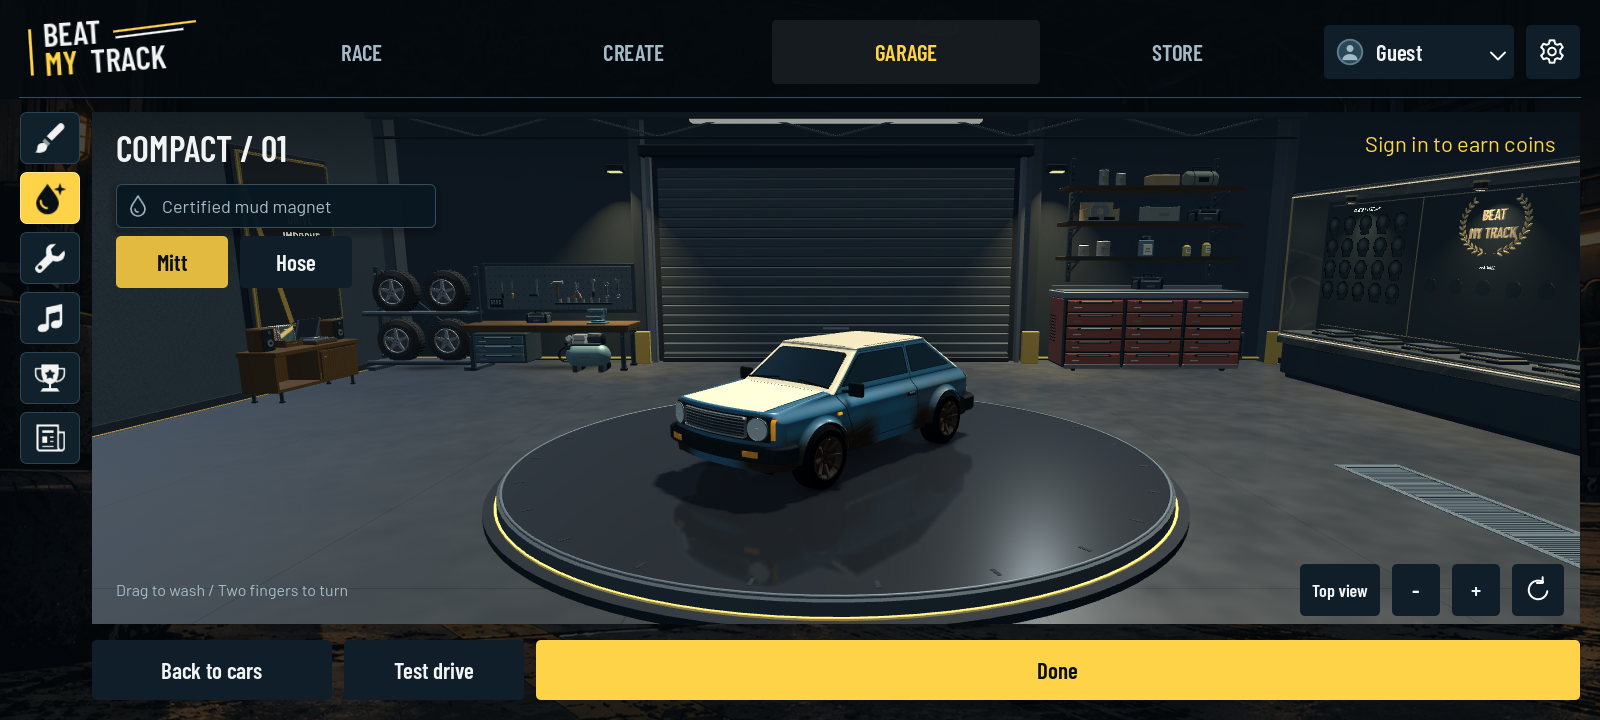 BEAT
MY TRACK
RACE
CREATE
GARAGE
STORE
Guest
COMPACT / 01
Sign in to earn coins
Certified mud magnet
Mitt
Hose
BEAT
MY TRACK
Drag to wash / Two fingers to turn
Top view
-
+
Back to cars
Test drive
Done